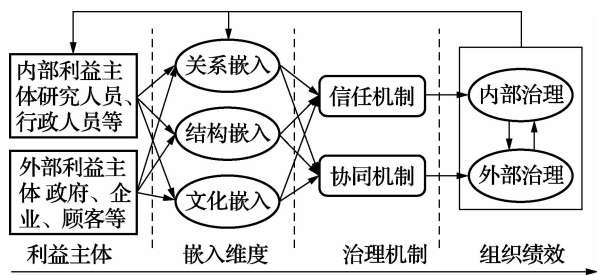 内部利益主
体研究人员、
行政人员等
外部利益主
体 政府、企
业、顾客等
关系嵌入
结构嵌入
文化嵌入
信任机制
协同机制
内部治理
外部治理
利益主体
嵌入维度
治理机制
组织绩效